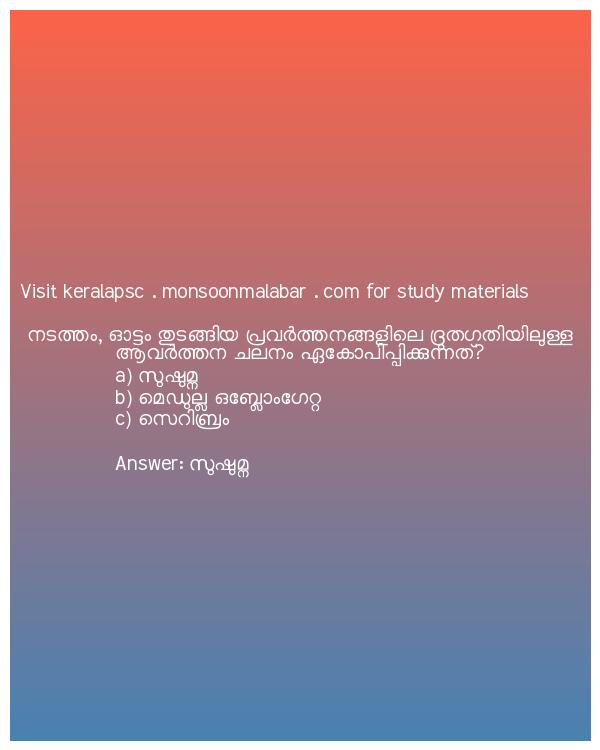 Visit keralapsc . monsoonmalabar . com for study materials
നടത്തം, ഓട്ടം തുടങ്ങിയ പ്രവർത്തനങ്ങളിലെ ദ്രുതഗതിയിലുള്ള
ആവർത്തന ചലനം ഏകോപിപ്പിക്കുന്നത്?
a) സുഷുമ്ന
b) മെഡുല്ല ഒബ്ലോംഗേറ്റ
c) സെറിബ്രം
Answer: സുഷുമ്ന